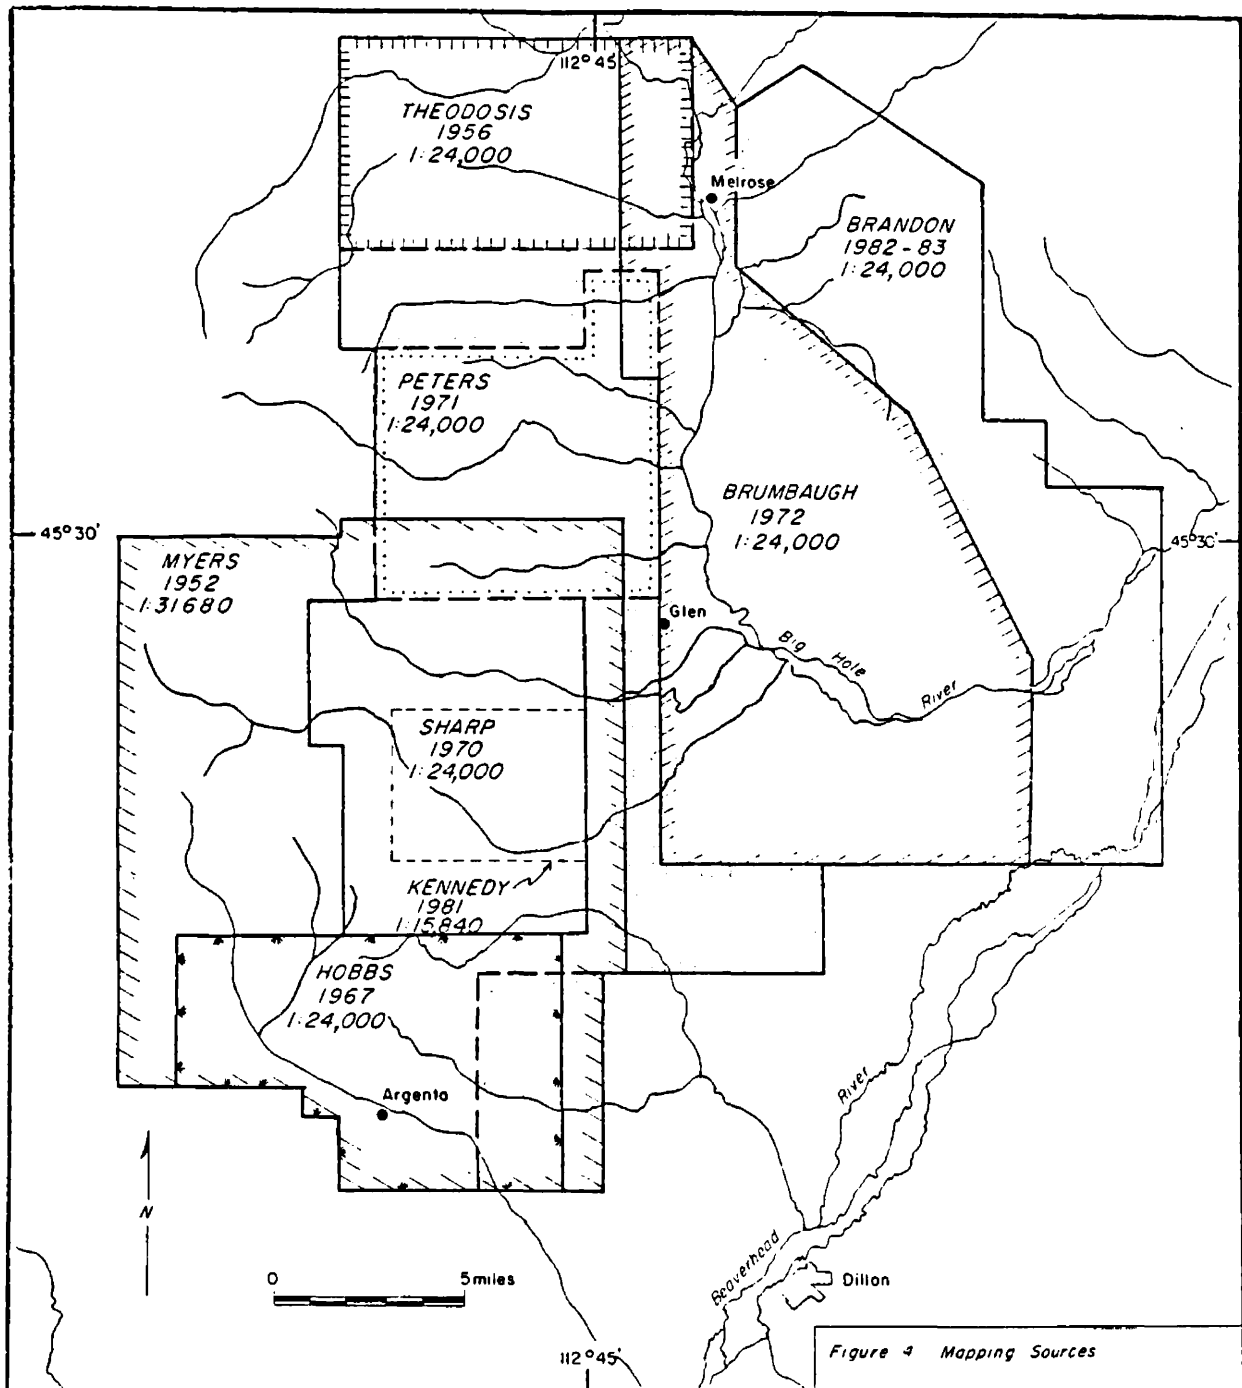 112°45'
THEODOSIS
1956
1:24,000
Melrose
BRANDON
1982-83
1:24,000
PETERS
1971
1:24,000
BRUMBAUGH
1972
1:24,000
45°30'
45°30'
MYERS
1952
1:31680
Glen
Big Hole River
SHARP
1970
1:24,000
KENNEDY
1981
1:15,840
HOBBS
1967
1:24,000
Argenta
River
N
0 5 miles
Beaverhead
Dillon
112°45'
Figure 4 Mapping Sources